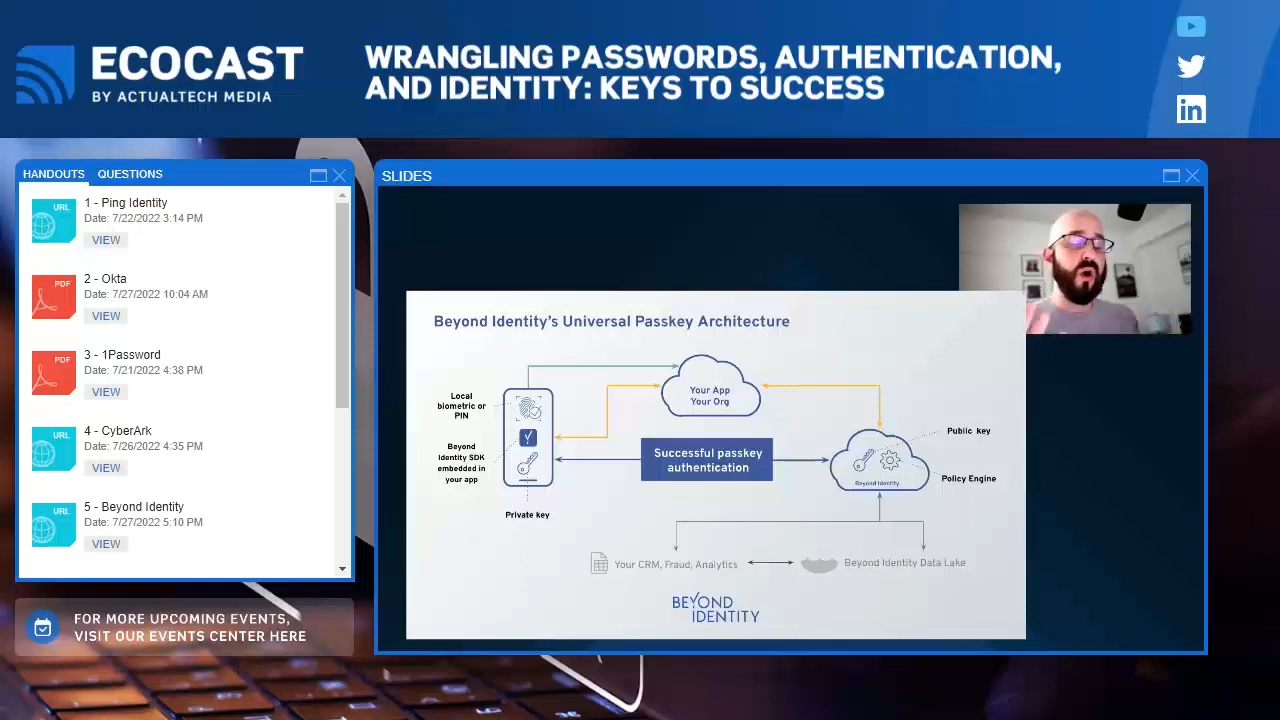 ECOCAST
BY ACTUALTECH MEDIA
WRANGLING PASSWORDS, AUTHENTICATION,
AND IDENTITY: KEYS TO SUCCESS
in
HANDOUTS QUESTIONS
URL
1 - Ping Identity
Date: 7/22/2022 3:14 PM
VIEW
PDF
2 - Okta
Date: 7/27/2022 10:04 AM
VIEW
PDF
3 - 1Password
Date: 7/21/2022 4:38 PM
VIEW
URL
4 - CyberArk
Date: 7/26/2022 4:35 PM
VIEW
URL
5 - Beyond Identity
Date: 7/27/2022 5:10 PM
VIEW
FOR MORE UPCOMING EVENTS,
VISIT OUR EVENTS CENTER HERE
SLIDES
Beyond Identity's Universal Passkey Architecture
Local
biometric or
PIN
Beyond
Identity SDK
embedded in
your app
Private key
Your App
Your Org
Successful passkey
authentication
Public key
Beyond Identity
Policy Engine
Your CRM, Fraud, Analytics
Beyond Identity Data Lake
BEYOND
IDENTITY